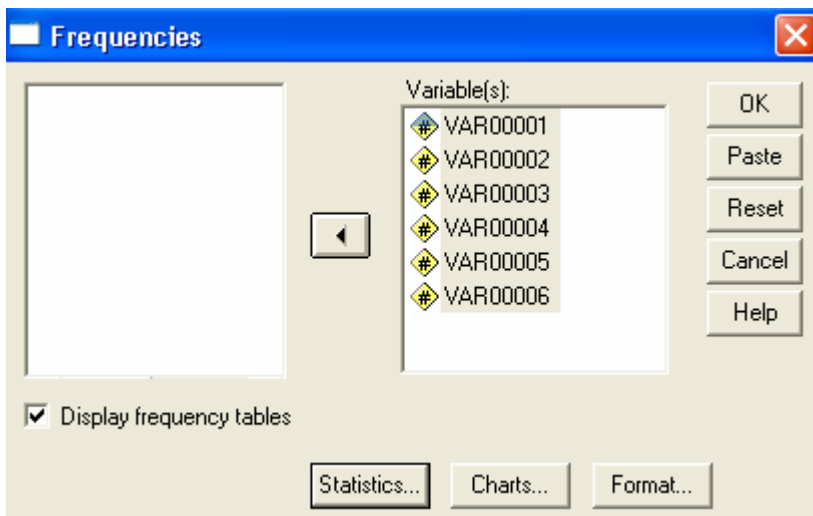 Frequencies
Variable(s):
# VAR00001
# VAR00002
# VAR00003
# VAR00004
# VAR00005
# VAR00006
OK
Paste
Reset
Cancel
Help
Display frequency tables
Statistics... Charts... Format...